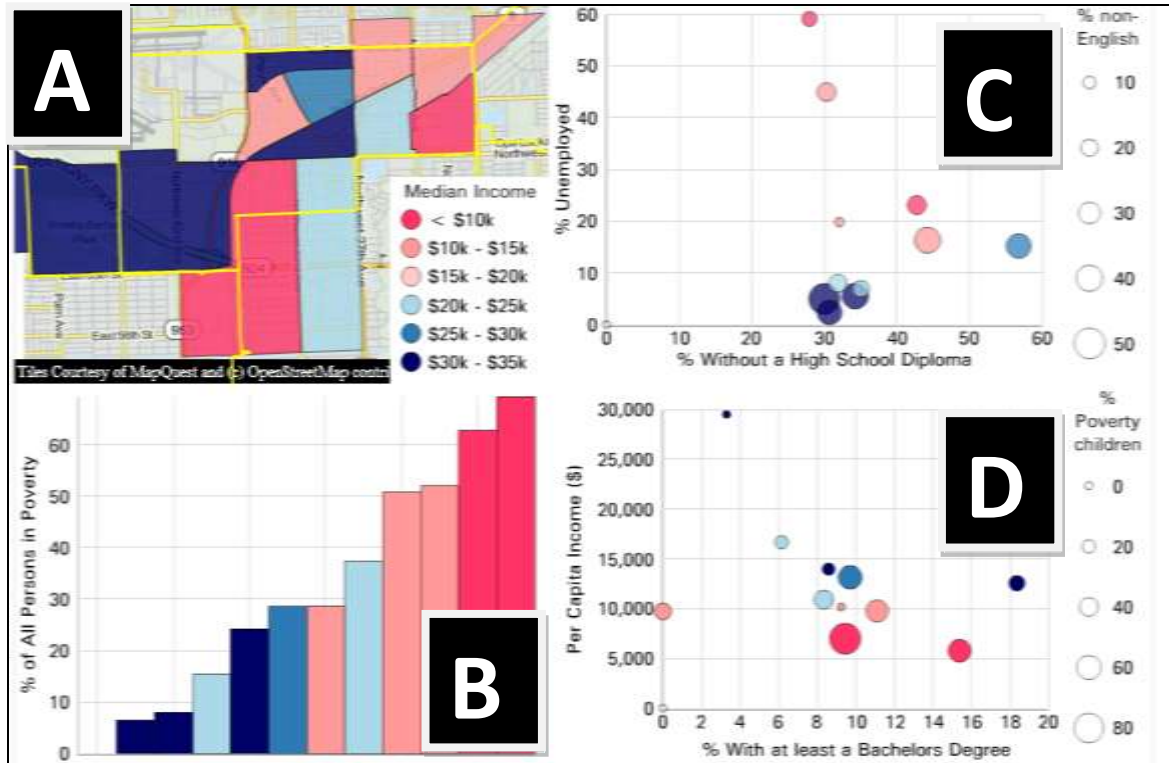 A
Median Income
< $10k
$10k - $15k
$15k - $20k
$20k - $25k
$25k - $30k
$30k - $35k
East 56th St
Tiles Courtesy of MapQuest and (c) OpenStreetMap contri
C
% Unemployed
60
50
40
30
20
10
0
0 10 20 30 40 50 60
% Without a High School Diploma
% non-
English
10
20
30
40
50
B
% of All Persons in Poverty
60
50
40
30
20
10
0
D
Per Capita Income ($)
30,000
25,000
20,000
15,000
10,000
5,000
0
0 2 4 6 8 10 12 14 16 18 20
% With at least a Bachelors Degree
%
Poverty
children
0
20
40
60
80